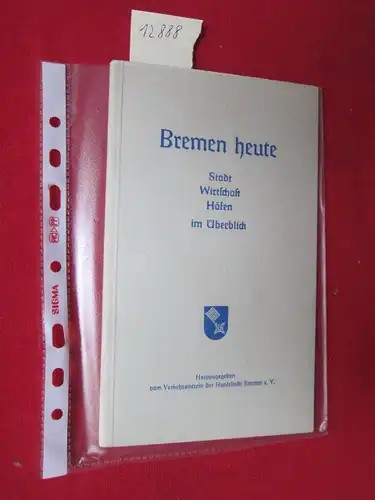 12888
Bremen heute
Stadt
Wirtschaft
Häfen
im Überblick
Herausgegeben
vom Verkehrsverein der Hansestadt Bremen e. V.
SIGMA